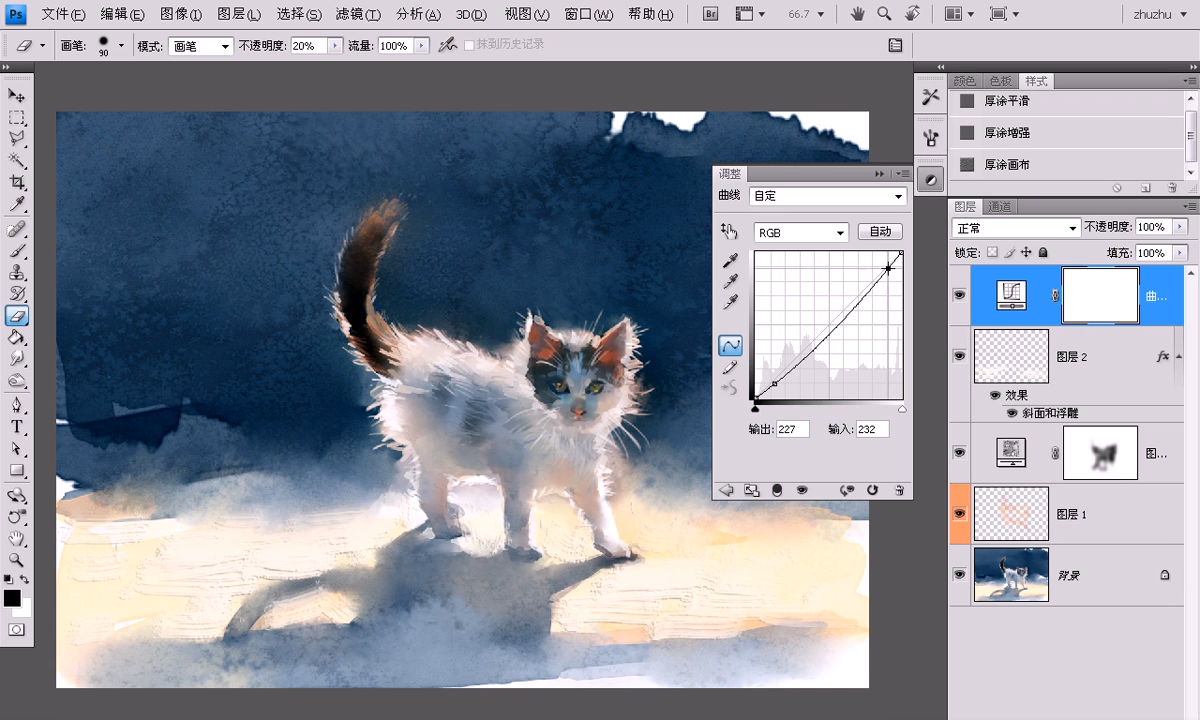 Ps 文件(F) 编辑(E) 图像(I) 图层(L) 选择(S) 滤镜(T) 分析(A) 3D(D) 视图(V) 窗口(W) 帮助(H) Br 66.7 zhuzhu
画笔: 90 模式: 画笔 不透明度: 20% 流量: 100% 抹到历史记录
颜色 色板 样式
厚涂平滑
厚涂增强
厚涂画布
调整
曲线 自定
RGB 自动
输出: 227 输入: 232
图层 通道
正常 不透明度: 100%
锁定: 填充: 100%
曲...
图层 2 fx
效果
斜面和浮雕
图...
图层 1
背景
T